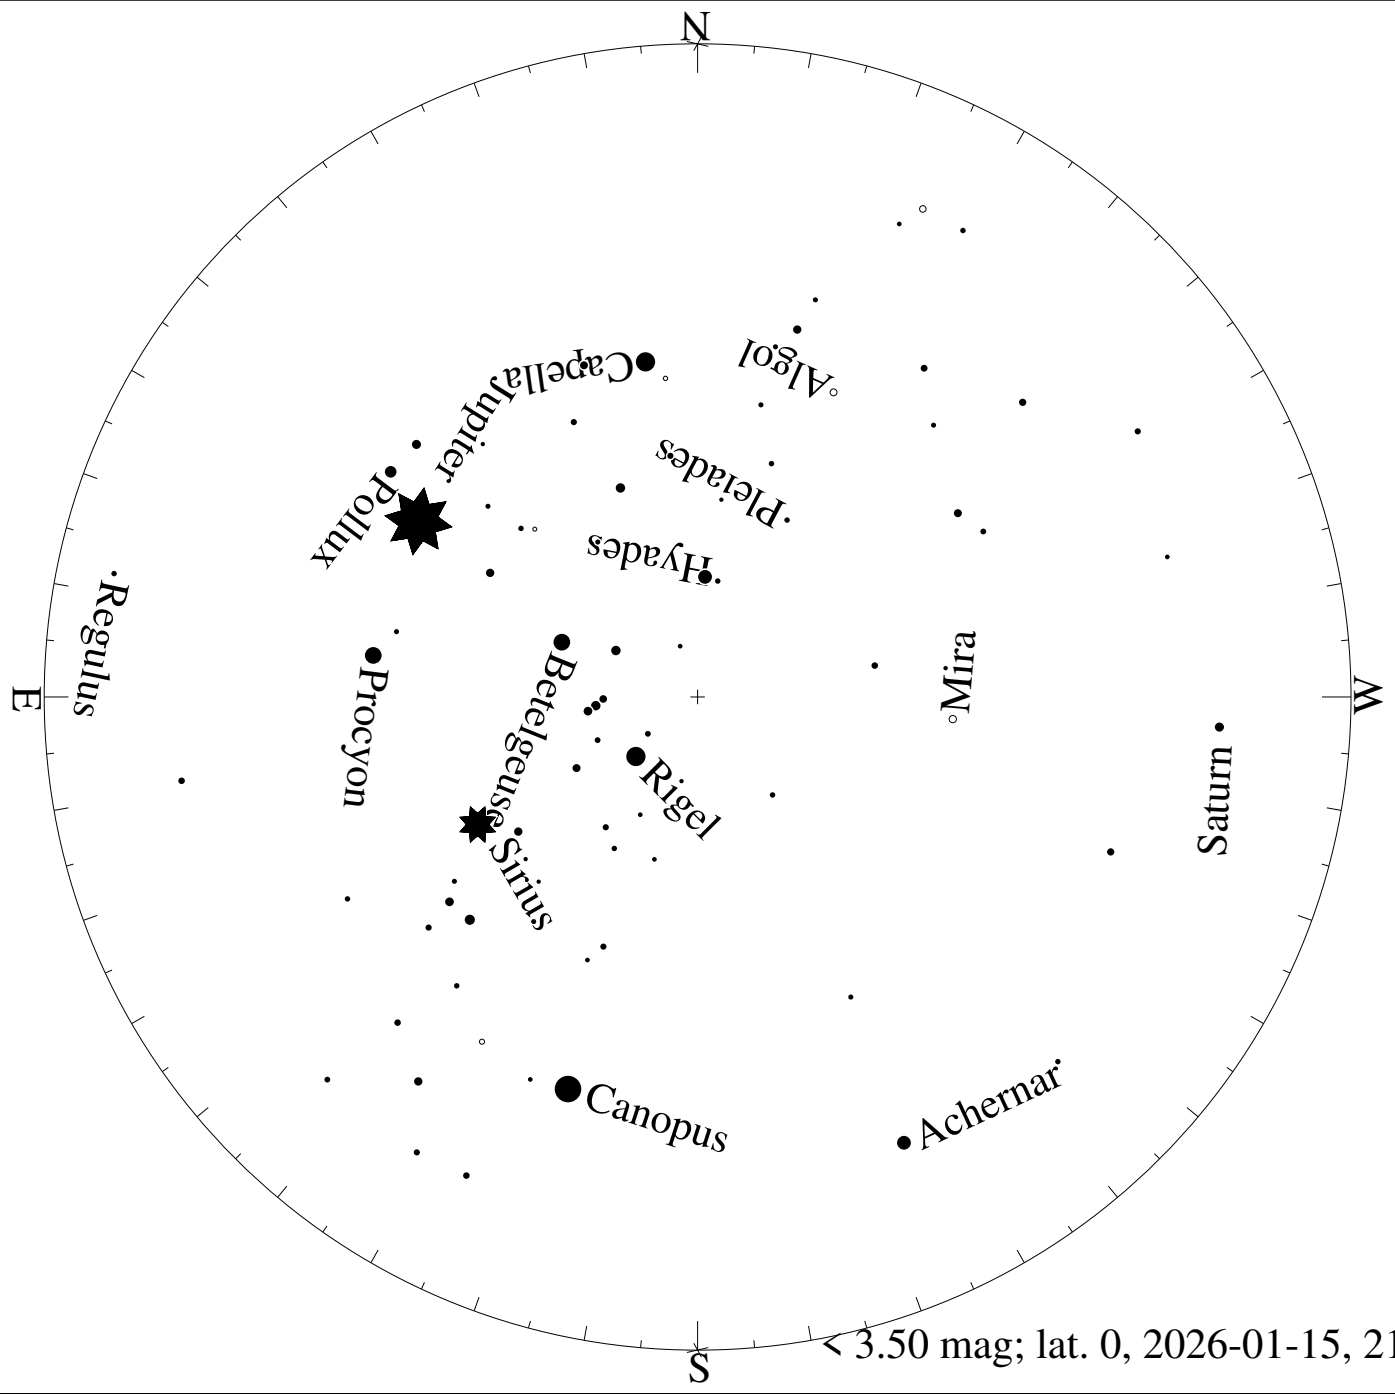 N
Capella
Algol
Jupiter
Pleiades
Pollux
Hyades
Regulus
Mira
E
W
Procyon
Betelgeuse
Rigel
Saturn
Sirius
Canopus
Achernar
< 3.50 mag; lat. 0, 2026-01-15, 21
S